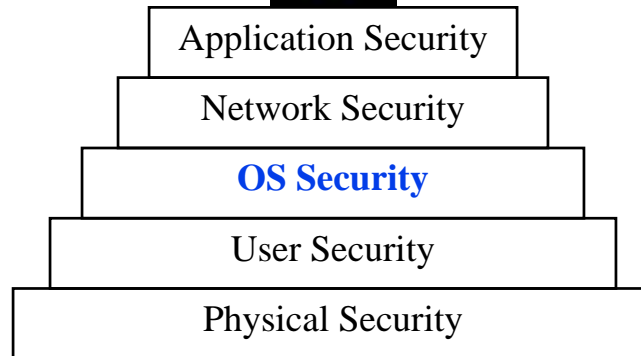 Application Security
Network Security
OS Security
User Security
Physical Security